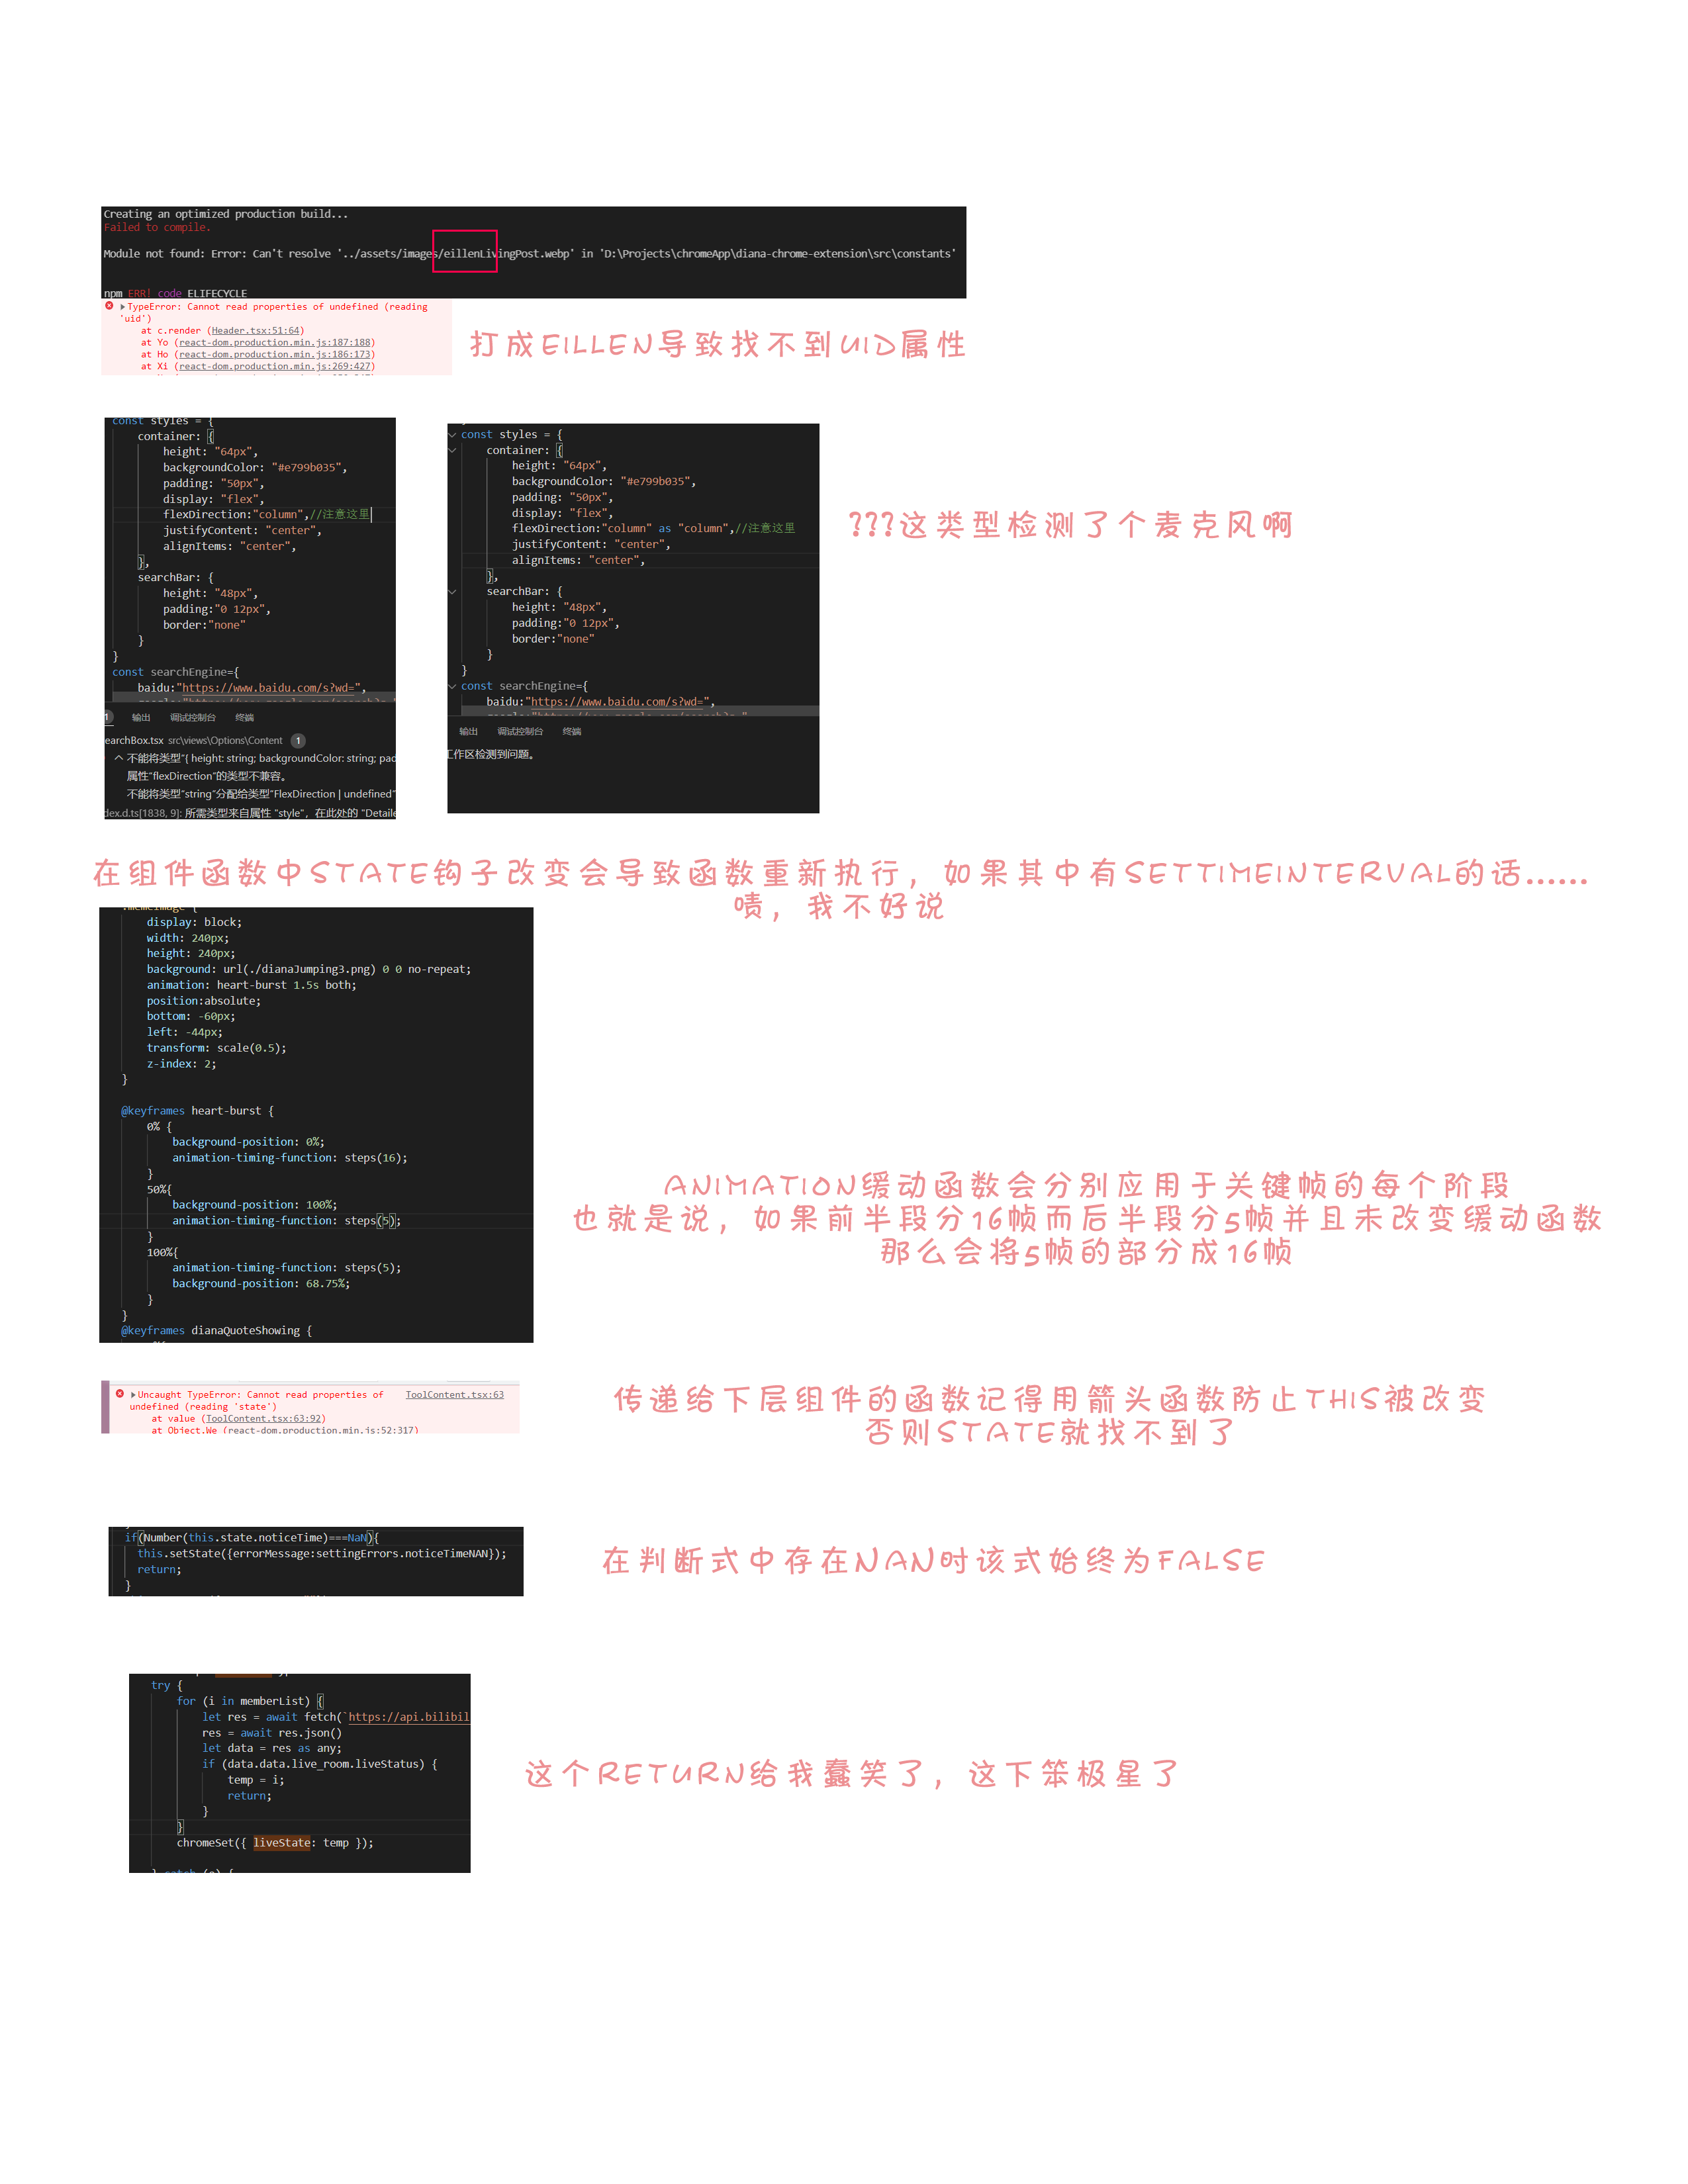 Creating an optimized production build...
Failed to compile.
Module not found: Error: Can't resolve '../assets/images/eillenLivingPost.webp' in 'D:\Projects\chromeApp\diana-chrome-extension\src\constants'
npm ERR! code ELIFECYCLE
TypeError: Cannot read properties of undefined (reading
'uid')
at c.render (Header.tsx:51:64)
at Yo (react-dom.production.min.js:187:188)
at Ho (react-dom.production.min.js:186:173)
at Xi (react-dom.production.min.js:269:427)
打成EILLEN导致找不到UID属性
const styles = {
container: {
height: "64px",
backgroundColor: "#e799b035",
padding: "50px",
display: "flex",
flexDirection:"column",//注意这里
justifyContent: "center",
alignItems: "center",
},
searchBar: {
height: "48px",
padding:"0 12px",
border:"none"
}
}
const searchEngine={
baidu:"https://www.baidu.com/s?wd=",
1 输出 调试控制台 终端
earchBox.tsx src\views\Options\Content 1
不能将类型“{ height: string; backgroundColor: string; pad
属性“flexDirection”的类型不兼容。
不能将类型“string”分配给类型“FlexDirection | undefined”
dex.d.ts[1838, 9]: 所需类型来自属性 "style"，在此处的 "Detaile
const styles = {
container: {
height: "64px",
backgroundColor: "#e799b035",
padding: "50px",
display: "flex",
flexDirection:"column" as "column",//注意这里
justifyContent: "center",
alignItems: "center",
},
searchBar: {
height: "48px",
padding:"0 12px",
border:"none"
}
}
const searchEngine={
baidu:"https://www.baidu.com/s?wd=",
输出 调试控制台 终端
工作区检测到问题。
???这类型检测了个麦克风啊
在组件函数中STATE钩子改变会导致函数重新执行，如果其中有SETTIMEINTERVAL的话......
啧，我不好说
.memeImage {
display: block;
width: 240px;
height: 240px;
background: url(./dianaJumping3.png) 0 0 no-repeat;
animation: heart-burst 1.5s both;
position:absolute;
bottom: -60px;
left: -44px;
transform: scale(0.5);
z-index: 2;
}
@keyframes heart-burst {
0% {
background-position: 0%;
animation-timing-function: steps(16);
}
50%{
background-position: 100%;
animation-timing-function: steps(5);
}
100%{
animation-timing-function: steps(5);
background-position: 68.75%;
}
}
@keyframes dianaQuoteShowing {
ANIMATION缓动函数会分别应用于关键帧的每个阶段
也就是说，如果前半段分16帧而后半段分5帧并且未改变缓动函数
那么会将5帧的部分成16帧
Uncaught TypeError: Cannot read properties of ToolContent.tsx:63
undefined (reading 'state')
at value (ToolContent.tsx:63:92)
at Object.We (react-dom.production.min.js:52:317)
传递给下层组件的函数记得用箭头函数防止THIS被改变
否则STATE就找不到了
if(Number(this.state.noticeTime)===NaN){
this.setState({errorMessage:settingErrors.noticeTimeNAN});
return;
}
在判断式中存在NAN时该式始终为FALSE
try {
for (i in memberList) {
let res = await fetch(`https://api.bilibil
res = await res.json()
let data = res as any;
if (data.data.live_room.liveStatus) {
temp = i;
return;
}
}
chromeSet({ liveState: temp });
这个RETURN给我蠢笑了，这下笨极星了